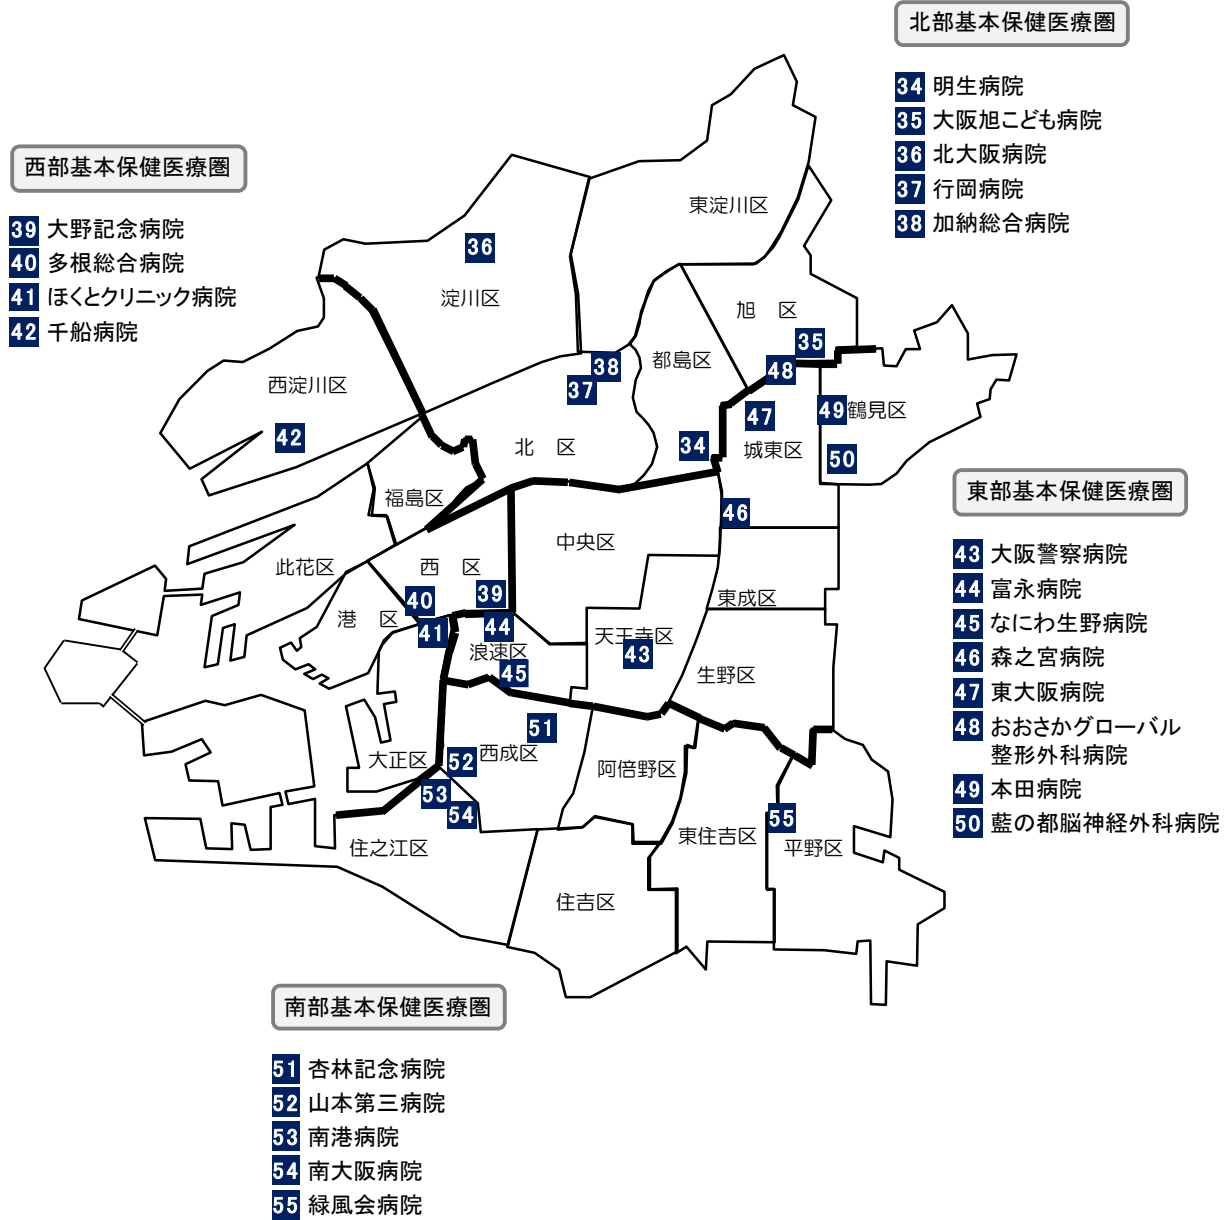 北部基本保健医療圏
34 明生病院
35 大阪旭こども病院
36 北大阪病院
37 行岡病院
38 加納総合病院
西部基本保健医療圏
39 大野記念病院
40 多根総合病院
41 ほくとクリニック病院
42 千船病院
東淀川区
36
淀川区
旭 区
35
38
都島区
48
37
西淀川区
49
鶴見区
47
42
34
北 区
城東区
50
福島区
46
中央区
此花区
西 区
39
東成区
40
港 区
41
44
天王寺区
浪速区
43
45
生野区
51
52
西成区
大正区
阿倍野区
53
54
55
住之江区
東住吉区
平野区
住吉区
東部基本保健医療圏
43 大阪警察病院
44 富永病院
45 なにわ生野病院
46 森之宮病院
47 東大阪病院
48 おおさかグローバル
整形外科病院
49 本田病院
50 藍の都脳神経外科病院
南部基本保健医療圏
51 杏林記念病院
52 山本第三病院
53 南港病院
54 南大阪病院
55 緑風会病院